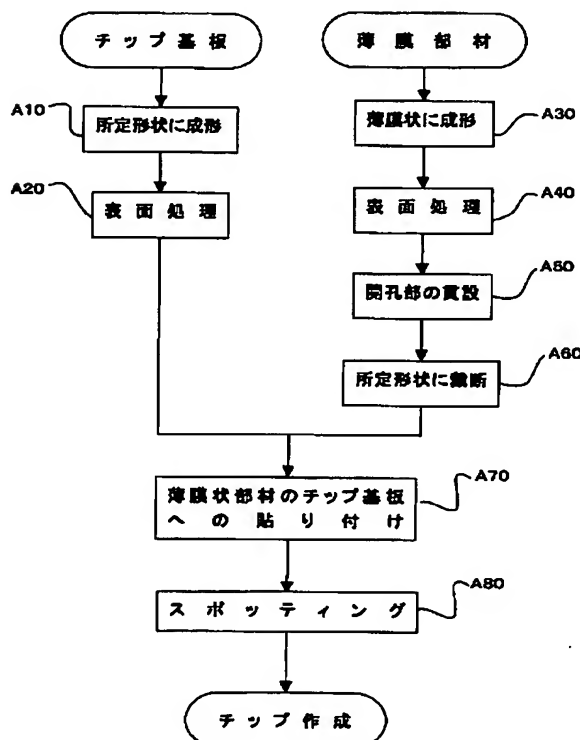 チップ基板
薄膜部材
A10
所定形状に成形
薄膜状に成形
A30
A20
表面処理
表面処理
A40
開孔部の貫設
A50
所定形状に裁断
A60
薄膜状部材のチップ基板
への貼り付け
A70
スポッティング
A80
チップ作成